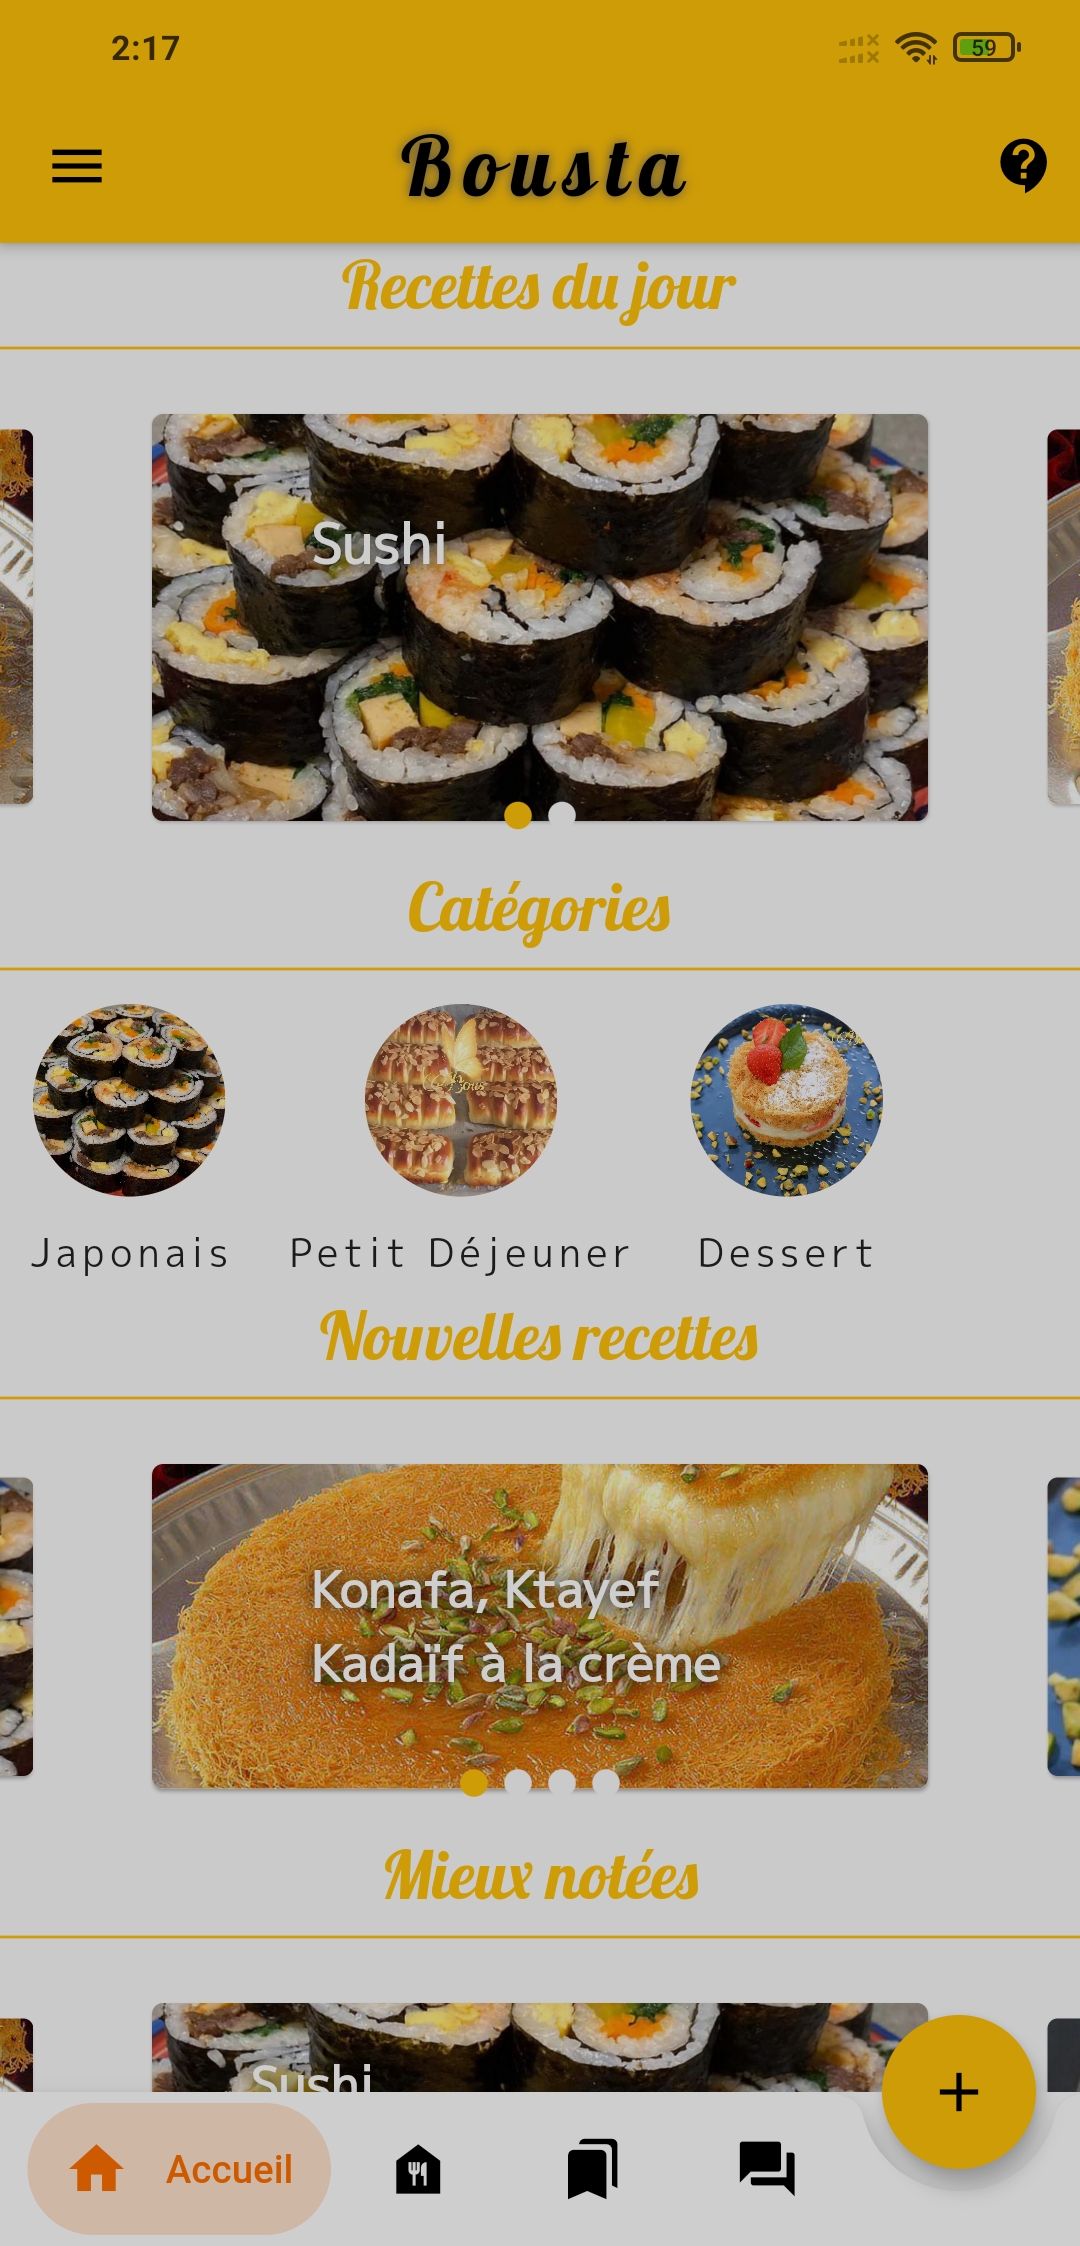 2:17
59
Bousta
Recettes du jour
Sushi
Catégories
Japonais
Petit Déjeuner
Dessert
Nouvelles recettes
Konafa, Ktayef
Kadaïf à la crème
Mieux notées
Sushi
Accueil